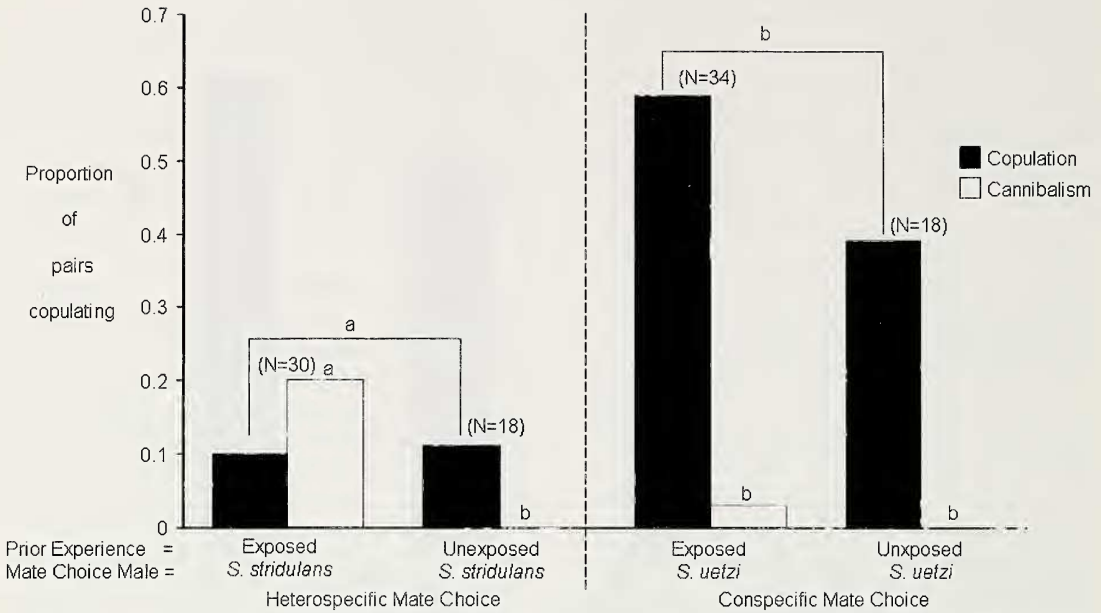 0.7
b
(N=34)
0.6
Copulation
0.5
Proportion
Cannibalism
of
0.4
(N=18)
pairs
0.3
copulating
a
(N=30)
a
0.2
(N=18)
0.1
b
b
b
0
Prior Experience = Exposed Unexposed Exposed Unxposed
Mate Choice Male = S. stridulans S. stridulans S. uetzi S. uetzi
Heterospecific Mate Choice Conspecific Mate Choice